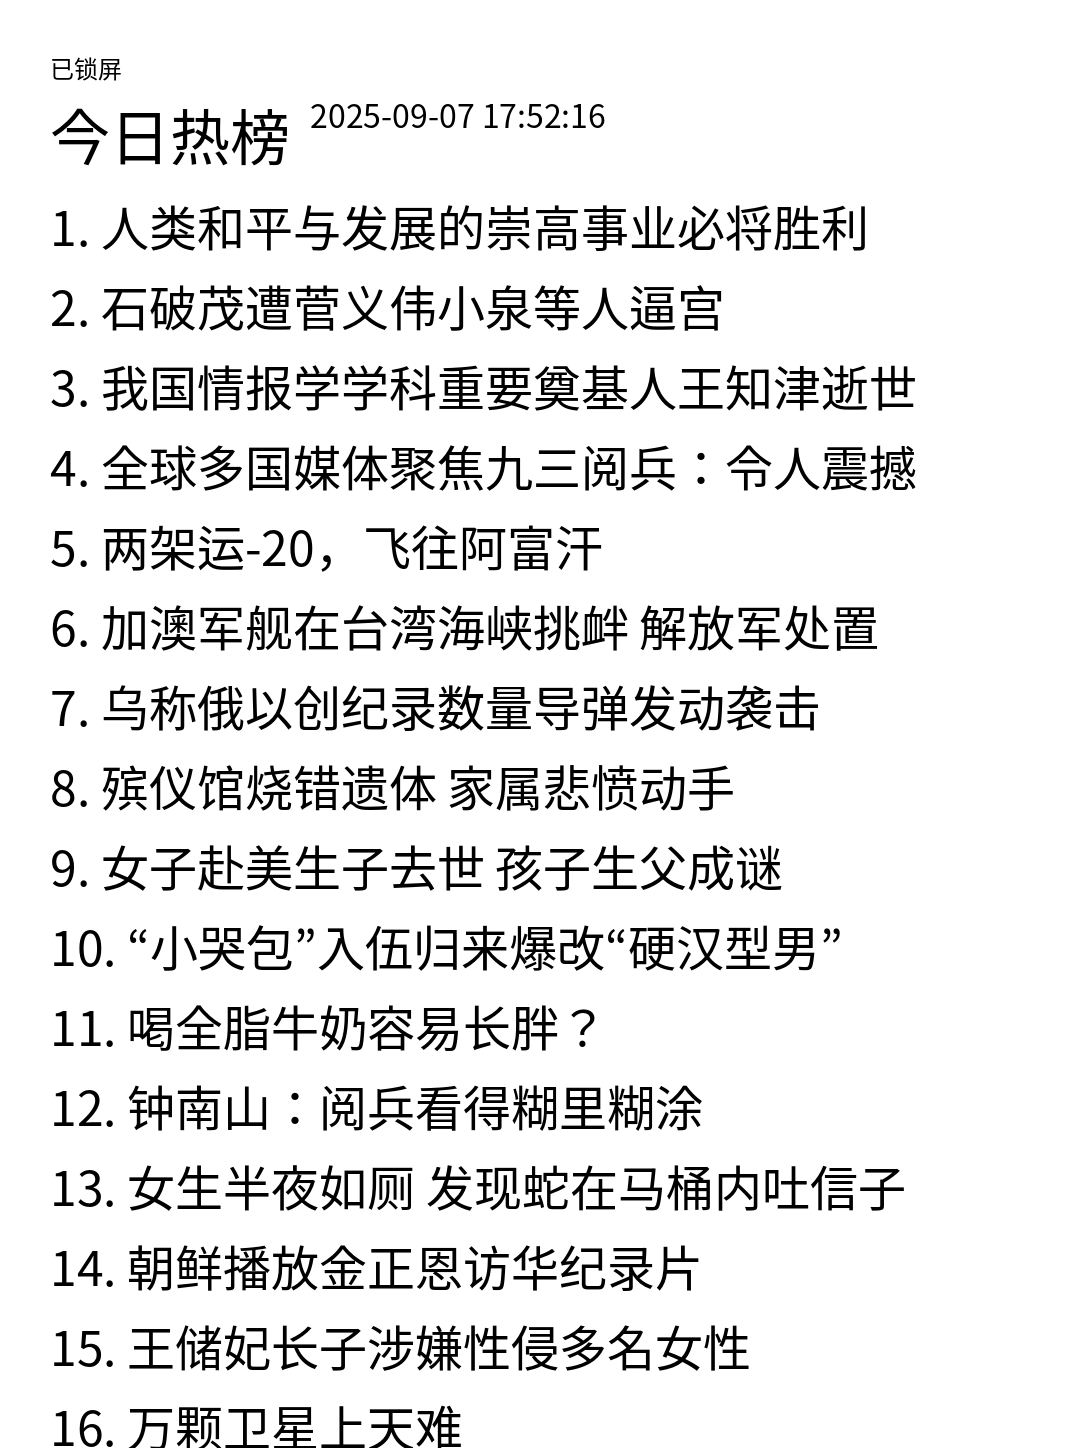 已锁屏
今日热榜 2025-09-07 17:52:16
1. 人类和平与发展的崇高事业必将胜利
2. 石破茂遭菅义伟小泉等人逼宫
3. 我国情报学学科重要奠基人王知津逝世
4. 全球多国媒体聚焦九三阅兵：令人震撼
5. 两架运-20，飞往阿富汗
6. 加澳军舰在台湾海峡挑衅 解放军处置
7. 乌称俄以创纪录数量导弹发动袭击
8. 殡仪馆烧错遗体 家属悲愤动手
9. 女子赴美生子去世 孩子生父成谜
10. “小哭包”入伍归来爆改“硬汉型男”
11. 喝全脂牛奶容易长胖？
12. 钟南山：阅兵看得糊里糊涂
13. 女生半夜如厕 发现蛇在马桶内吐信子
14. 朝鲜播放金正恩访华纪录片
15. 王储妃长子涉嫌性侵多名女性
16. 万颗卫星上天难